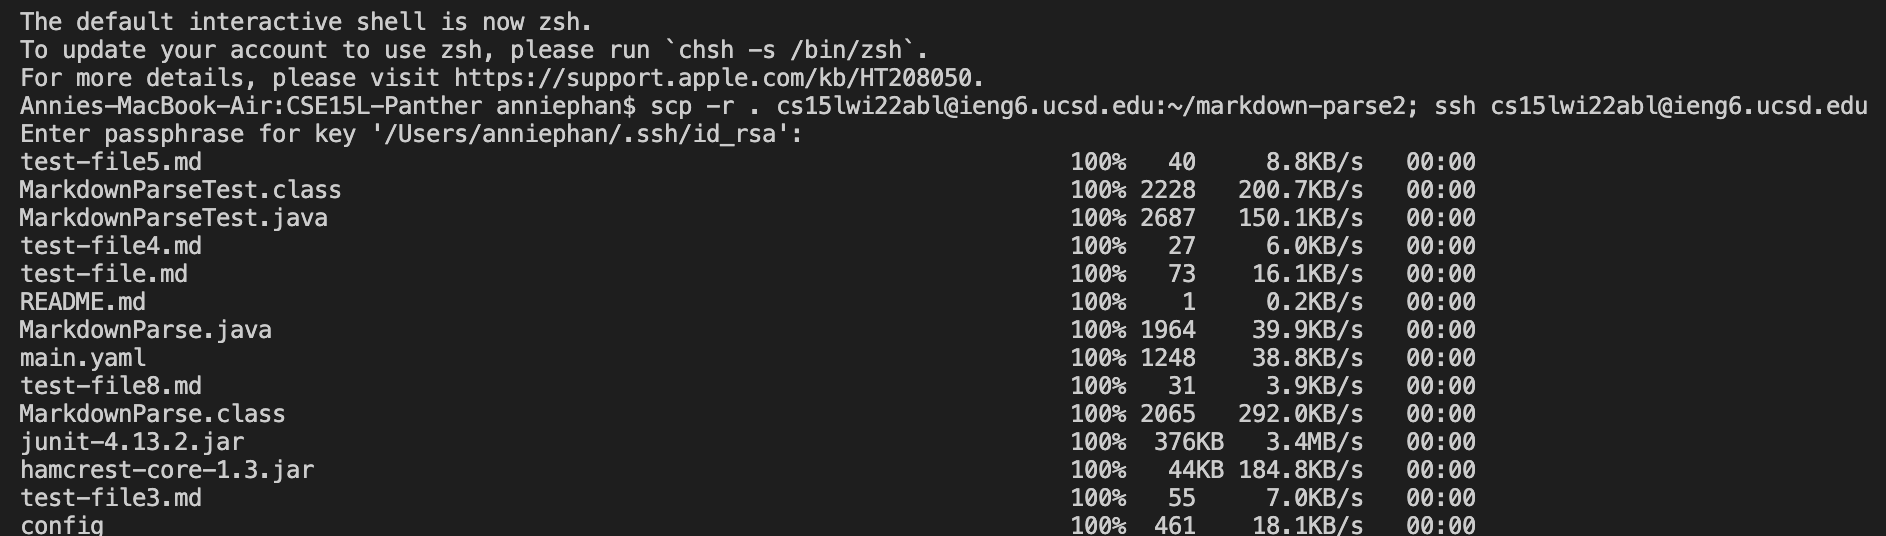 The default interactive shell is now zsh.
To update your account to use zsh, please run `chsh -s /bin/zsh`.
For more details, please visit https://support.apple.com/kb/HT208050.
Annies-MacBook-Air:CSE15L-Panther anniephan$ scp -r . cs15lwi22abl@ieng6.ucsd.edu:~/markdown-parse2; ssh cs15lwi22abl@ieng6.ucsd.edu
Enter passphrase for key '/Users/anniephan/.ssh/id_rsa':
test-file5.md 100% 40 8.8KB/s 00:00
MarkdownParseTest.class 100% 2228 200.7KB/s 00:00
MarkdownParseTest.java 100% 2687 150.1KB/s 00:00
test-file4.md 100% 27 6.0KB/s 00:00
test-file.md 100% 73 16.1KB/s 00:00
README.md 100% 1 0.2KB/s 00:00
MarkdownParse.java 100% 1964 39.9KB/s 00:00
main.yaml 100% 1248 38.8KB/s 00:00
test-file8.md 100% 31 3.9KB/s 00:00
MarkdownParse.class 100% 2065 292.0KB/s 00:00
junit-4.13.2.jar 100% 376KB 3.4MB/s 00:00
hamcrest-core-1.3.jar 100% 44KB 184.8KB/s 00:00
test-file3.md 100% 55 7.0KB/s 00:00
config 100% 461 18.1KB/s 00:00